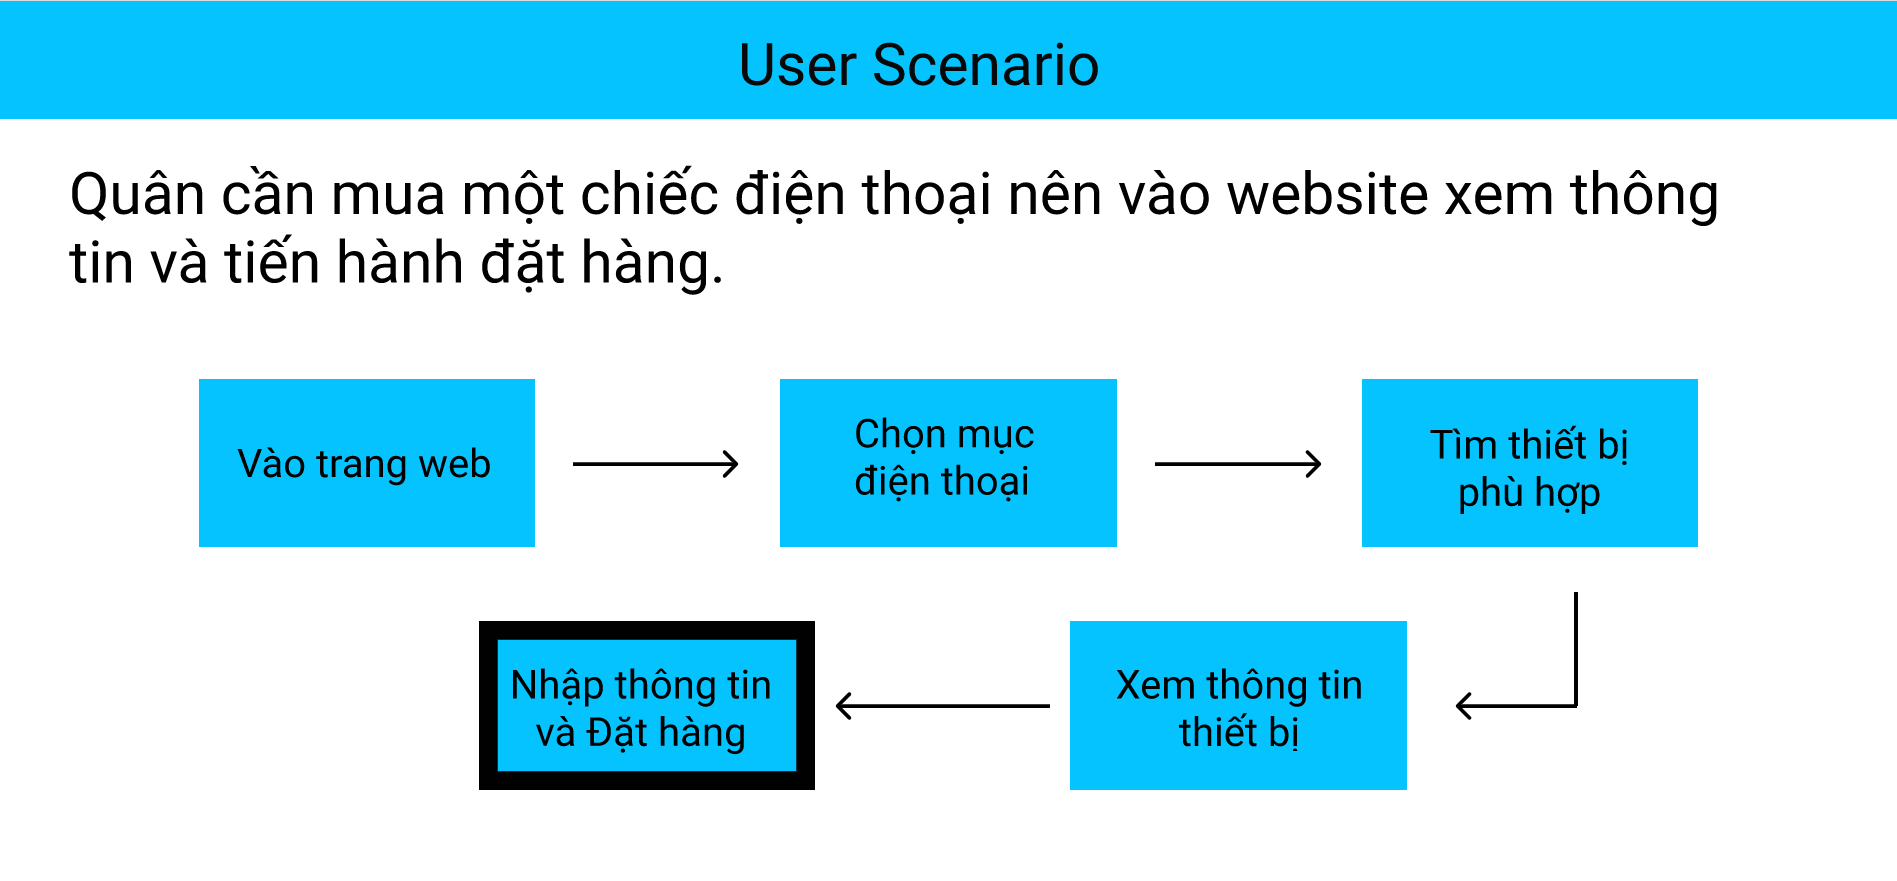 User Scenario
Quân cần mua một chiếc điện thoại nên vào website xem thông
tin và tiến hành đặt hàng.
Vào trang web
Chọn mục
điện thoại
Tìm thiết bị
phù hợp
Nhập thông tin
và Đặt hàng
Xem thông tin
thiết bị